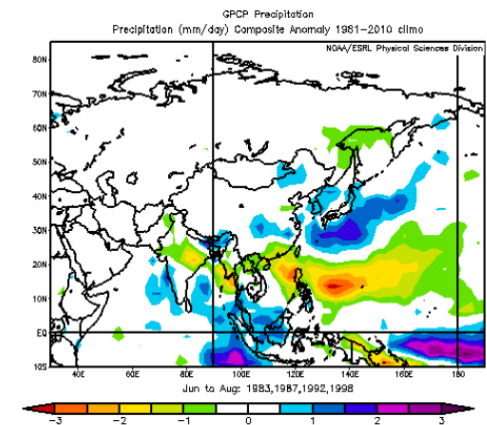 GPCP Precipitation
Precipitation (mm/day) Composite Anomaly 1981-2010 climo
NOAA/ESRL Physical Sciences Division
80N
70N
60N
50N
40N
30N
20N
10N
EQ
10S
40E 60E 80E 100E 120E 140E 160E 180
Jun to Aug: 1983,1987,1992,1998
-3 -2 -1 0 1 2 3